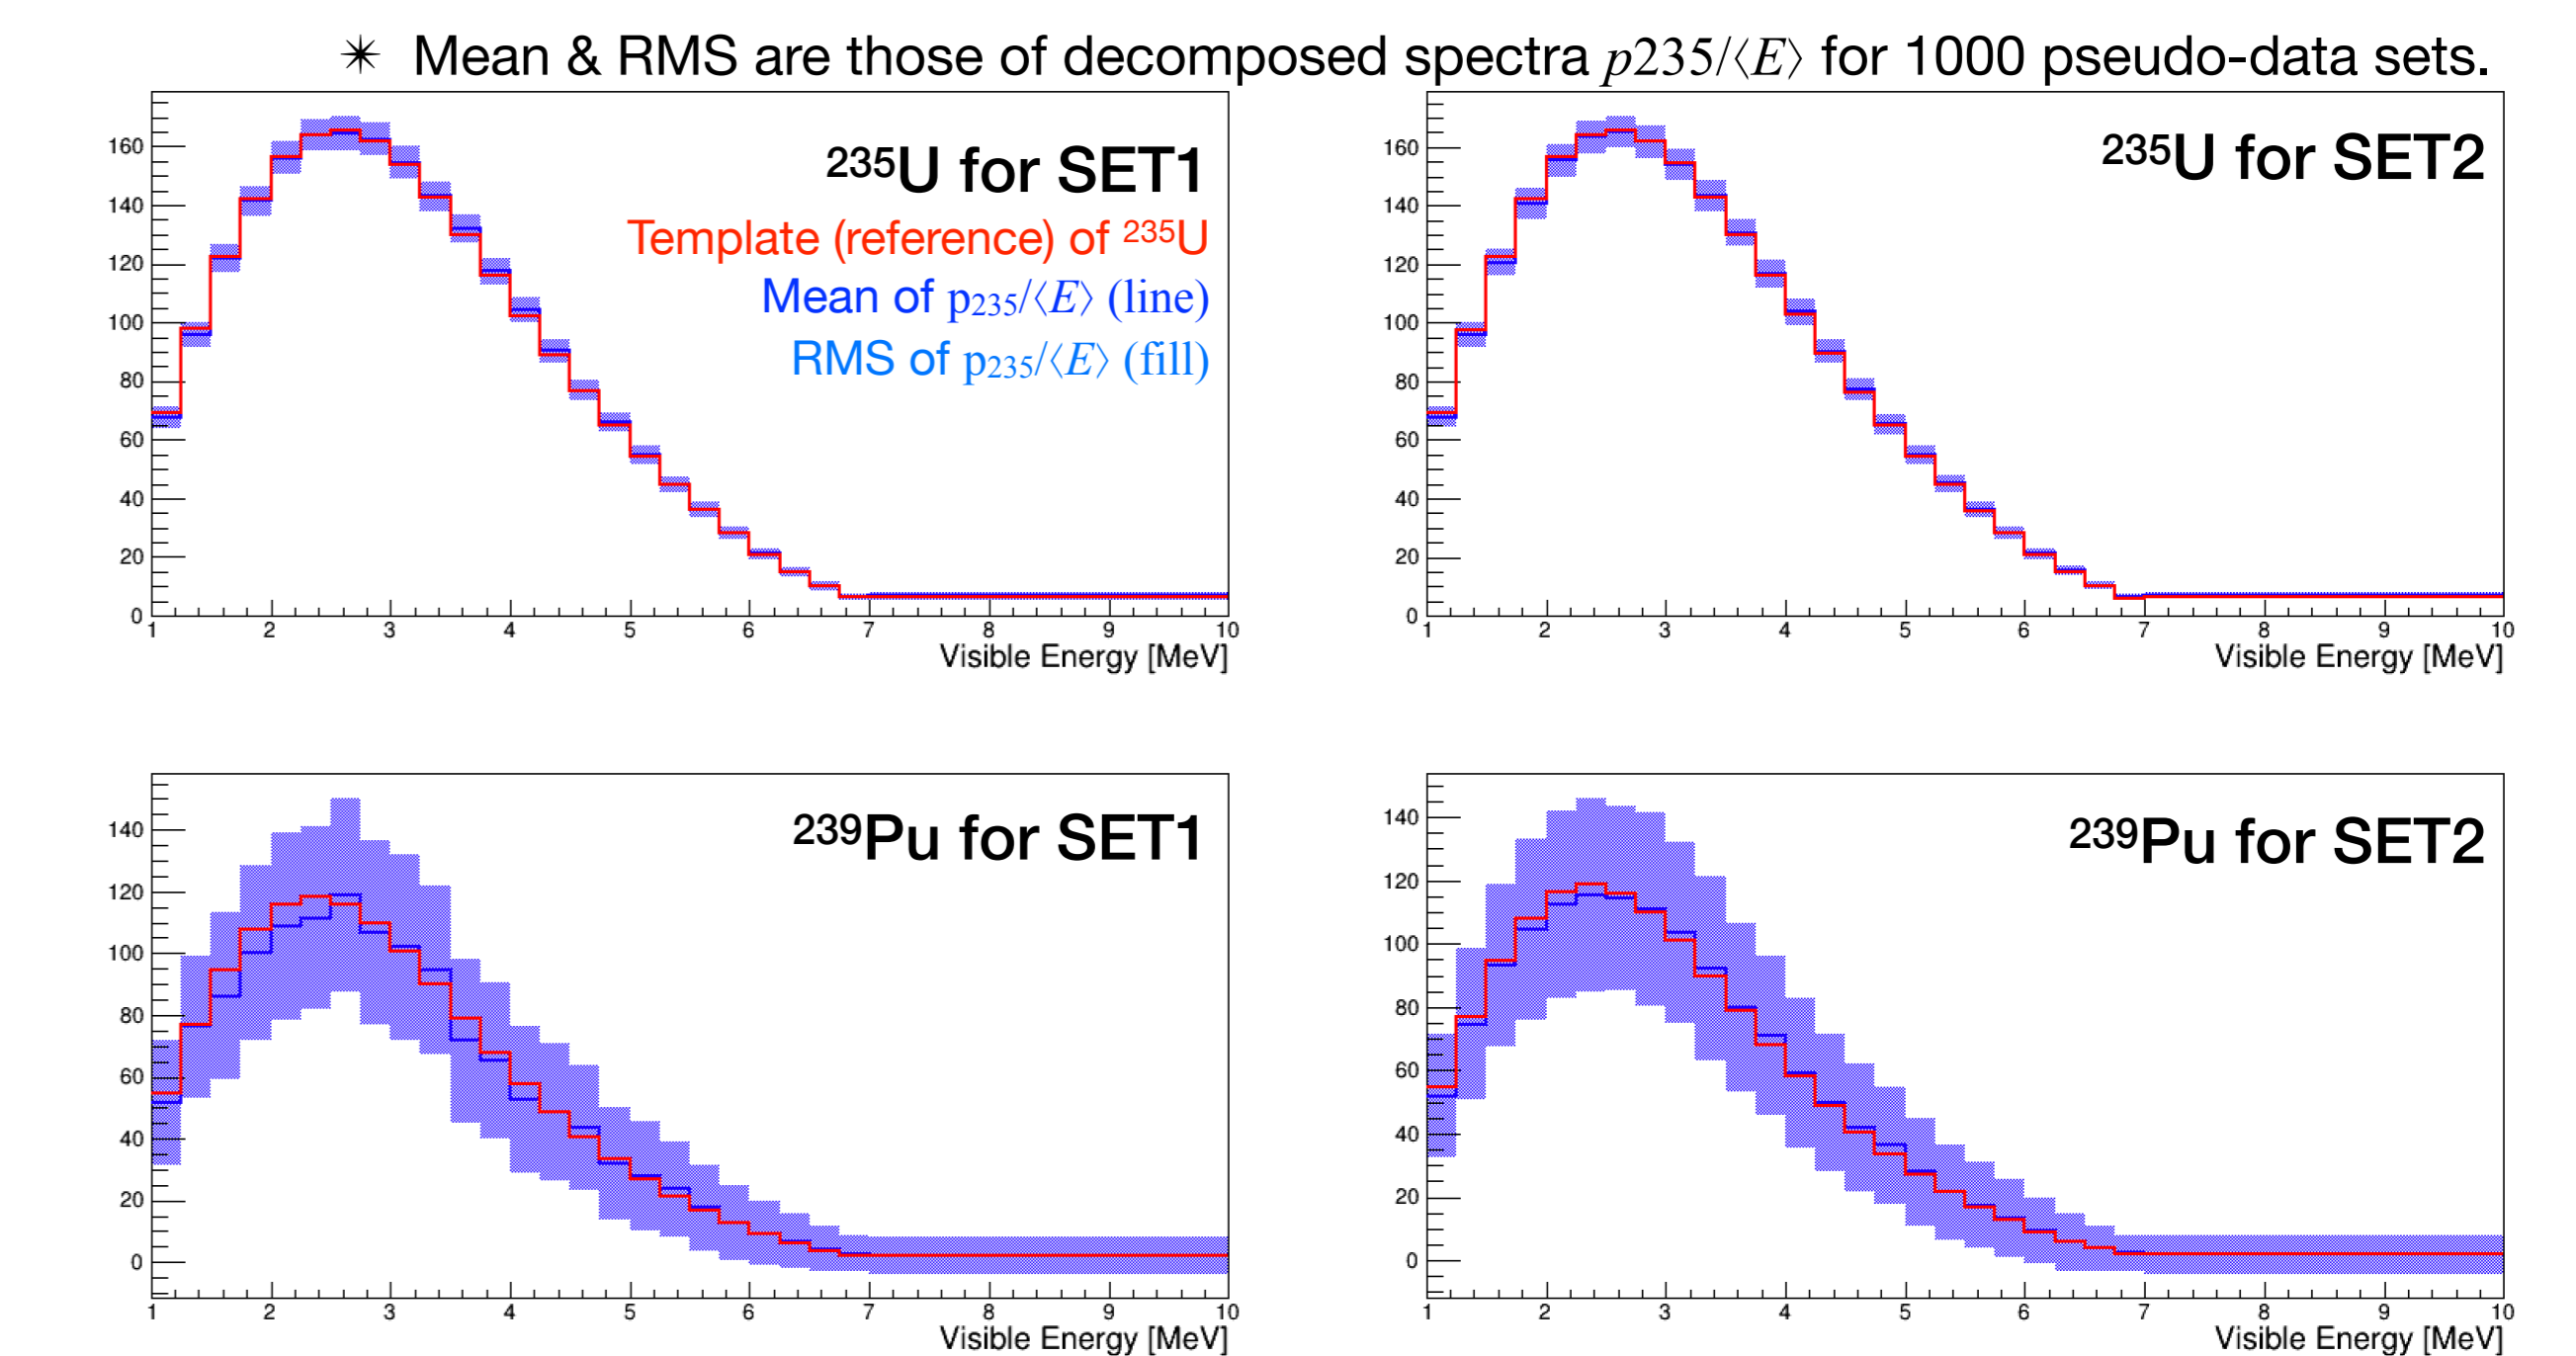 ✴ Mean & RMS are those of decomposed spectra p235/⟨E⟩ for 1000 pseudo-data sets.
²³⁵U for SET1
Template (reference) of ²³⁵U
Mean of p₂₃₅/⟨E⟩ (line)
RMS of p₂₃₅/⟨E⟩ (fill)
160
140
120
100
80
60
40
20
0
1 2 3 4 5 6 7 8 9 10
Visible Energy [MeV]
²³⁵U for SET2
160
140
120
100
80
60
40
20
0
1 2 3 4 5 6 7 8 9 10
Visible Energy [MeV]
²³⁹Pu for SET1
140
120
100
80
60
40
20
0
1 2 3 4 5 6 7 8 9 10
Visible Energy [MeV]
²³⁹Pu for SET2
140
120
100
80
60
40
20
0
1 2 3 4 5 6 7 8 9 10
Visible Energy [MeV]